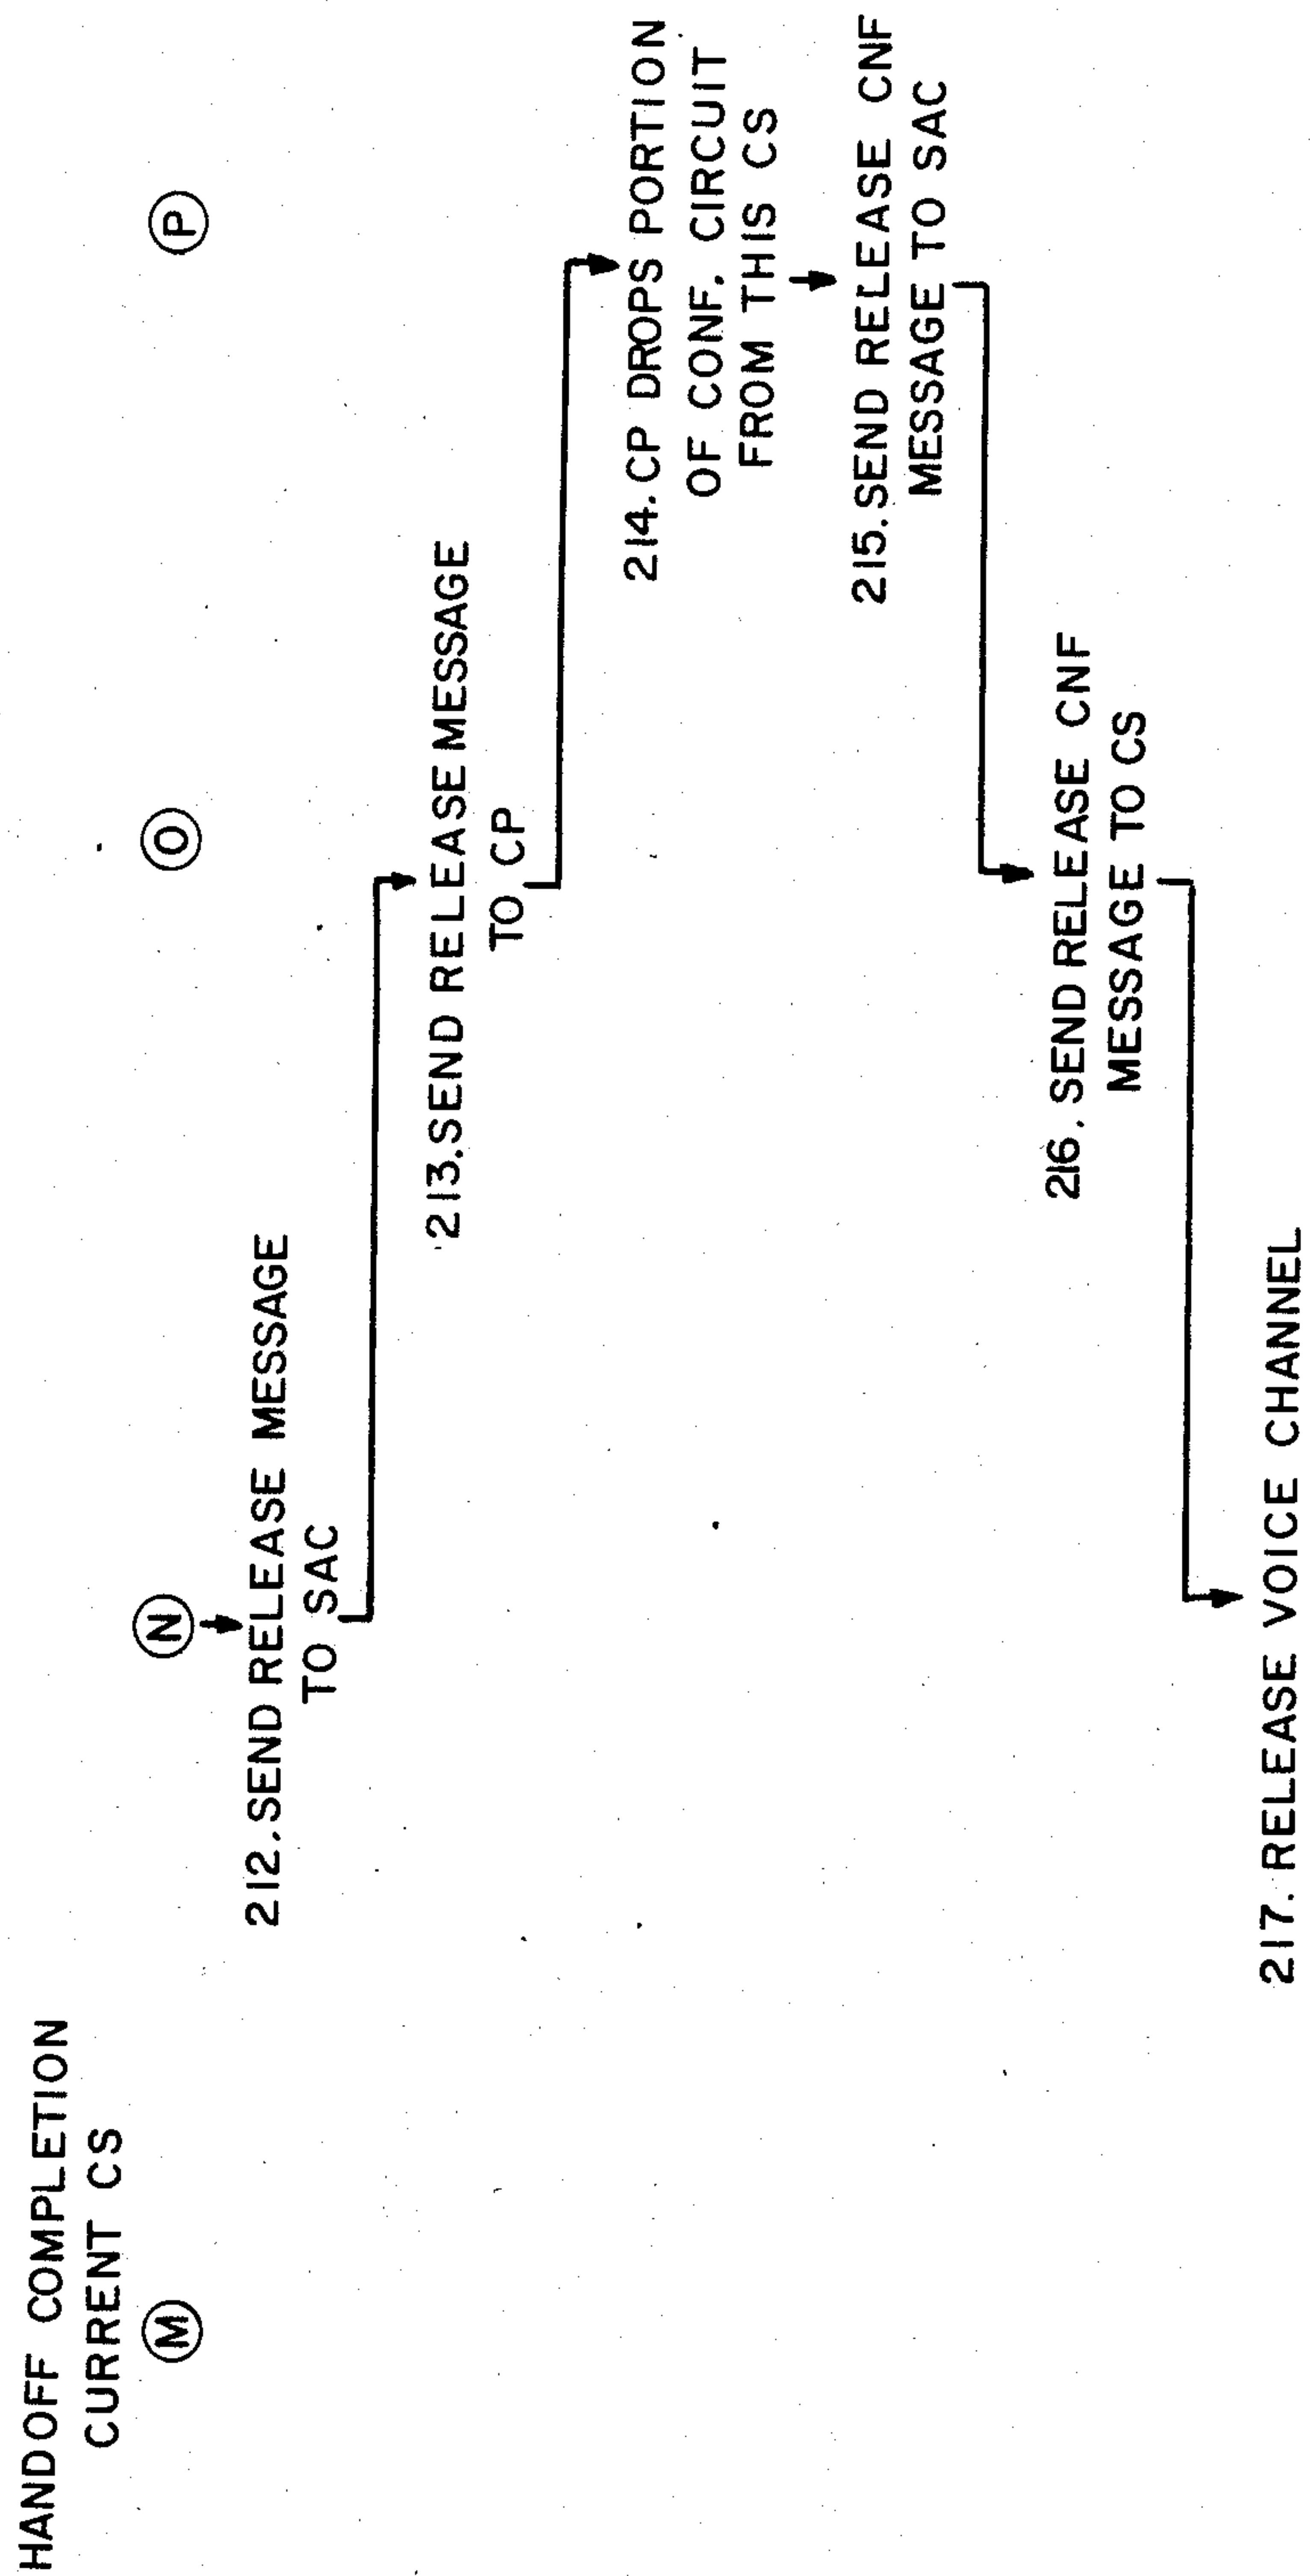 HANDOFF COMPLETION
CURRENT CS
M
N
O
P
212. SEND RELEASE MESSAGE
TO SAC
213. SEND RELEASE MESSAGE
TO CP
214. CP DROPS PORTION
OF CONF. CIRCUIT
FROM THIS CS
215. SEND RELEASE CNF
MESSAGE TO SAC
216. SEND RELEASE CNF
MESSAGE TO CS
217. RELEASE VOICE CHANNEL